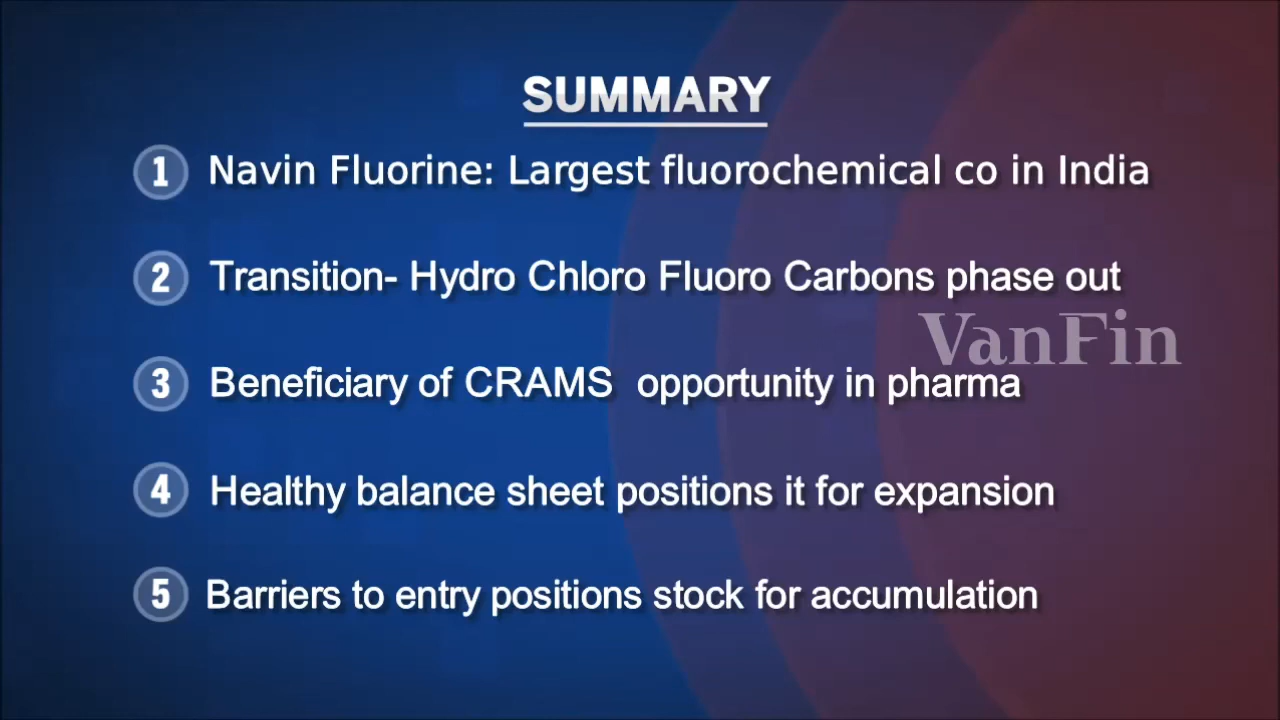 SUMMARY
1 Navin Fluorine: Largest fluorochemical co in India
2 Transition- Hydro Chloro Fluoro Carbons phase out
VanFin
3 Beneficiary of CRAMS opportunity in pharma
4 Healthy balance sheet positions it for expansion
5 Barriers to entry positions stock for accumulation